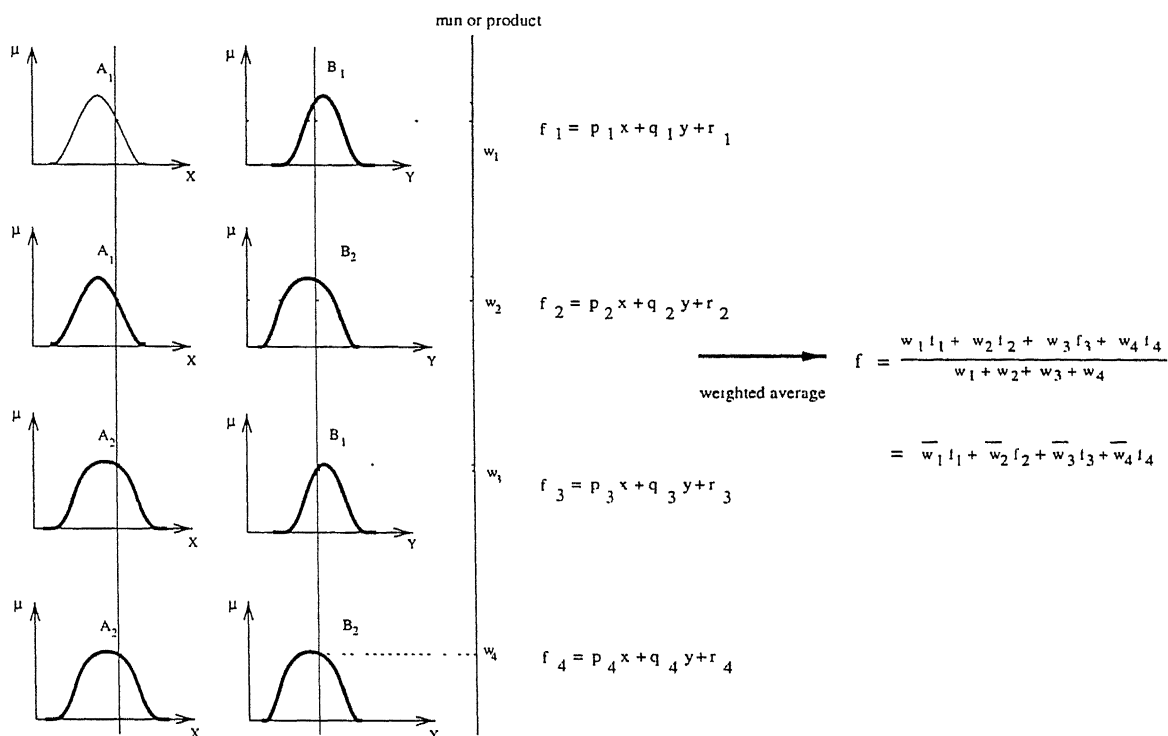 min or product
μ A₁ X
μ B₁ Y
w₁
f₁ = p₁x + q₁y + r₁
μ A₁ X
μ B₂ Y
w₂
f₂ = p₂x + q₂y + r₂
μ A₂ X
μ B₁ Y
w₃
f₃ = p₃x + q₃y + r₃
μ A₂ X
μ B₂ Y
w₄
f₄ = p₄x + q₄y + r₄
weighted average
f = (w₁f₁ + w₂f₂ + w₃f₃ + w₄f₄) / (w₁ + w₂ + w₃ + w₄)
= w̅₁f₁ + w̅₂f₂ + w̅₃f₃ + w̅₄f₄